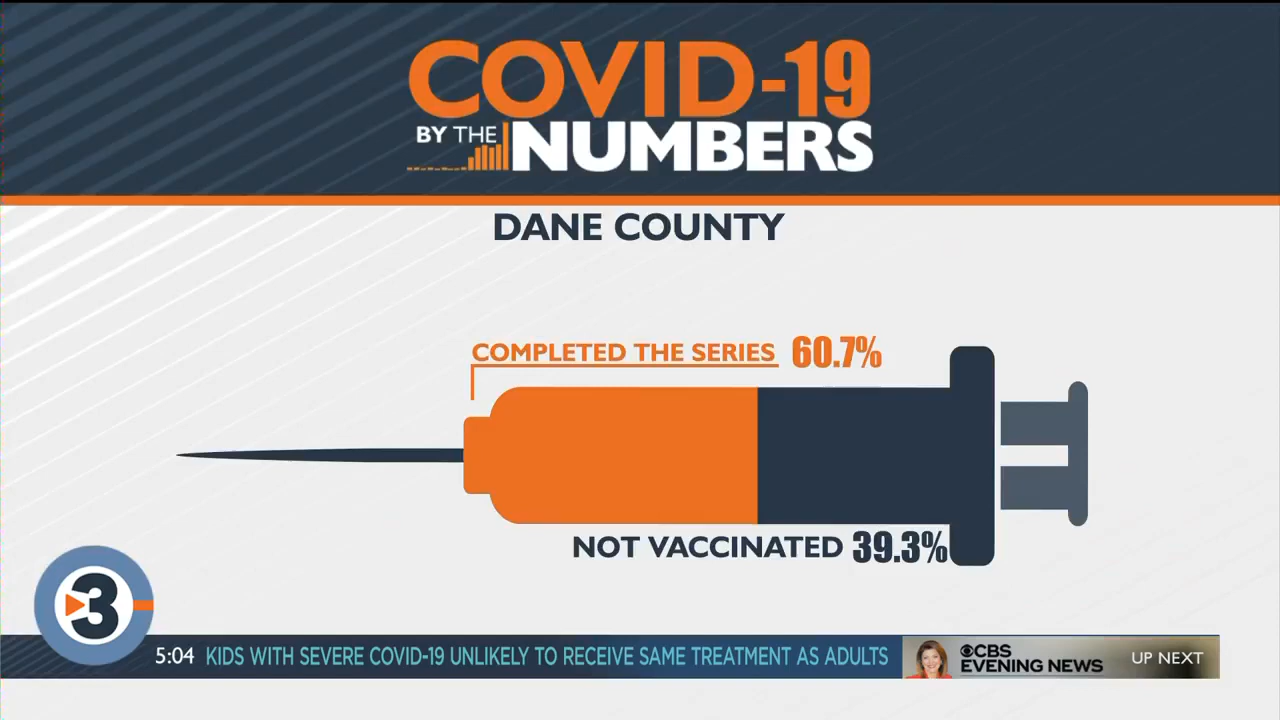 COVID-19
BY THE NUMBERS
DANE COUNTY
COMPLETED THE SERIES 60.7%
NOT VACCINATED 39.3%
3
5:04 KIDS WITH SEVERE COVID-19 UNLIKELY TO RECEIVE SAME TREATMENT AS ADULTS
CBS
EVENING NEWS
UP NEXT